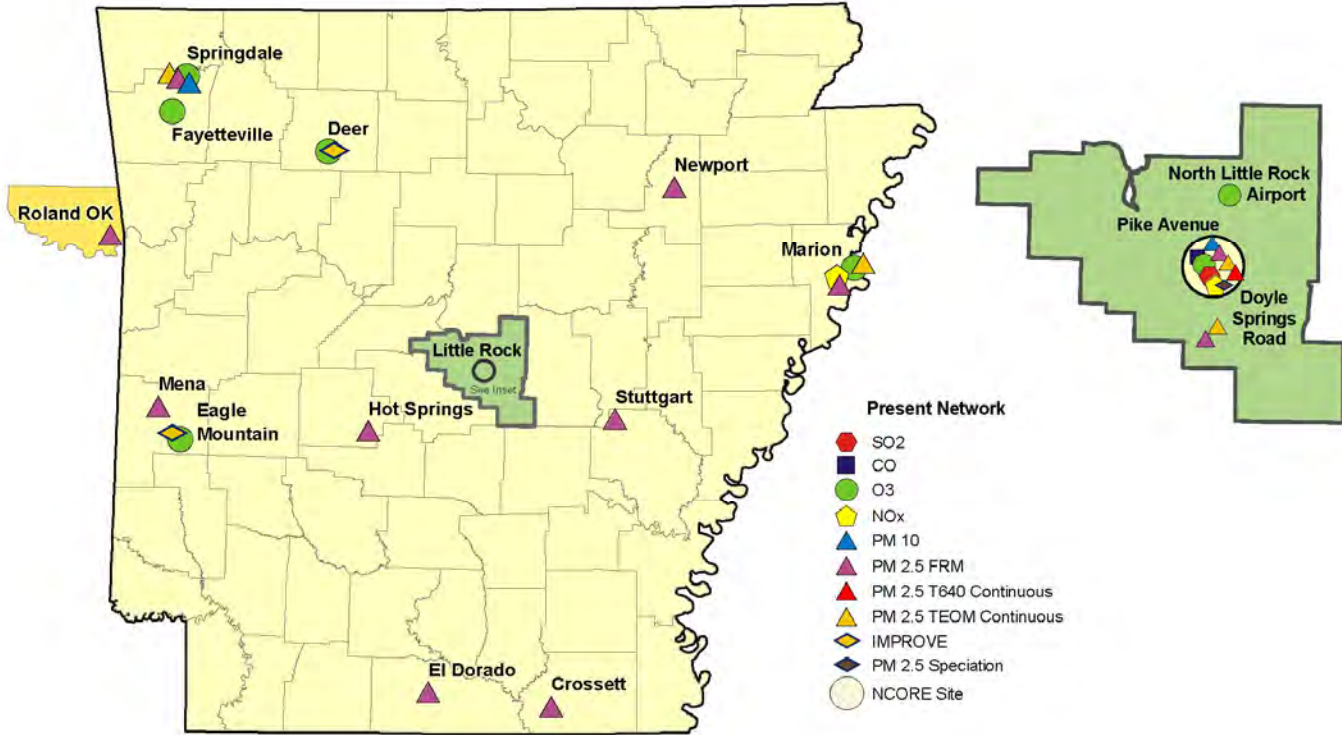 Springdale
Fayetteville
Deer
Newport
Roland OK
Marion
Little Rock
See Inset
Mena
Eagle
Mountain
Hot Springs
Stuttgart
El Dorado
Crossett
North Little Rock
Airport
Pike Avenue
Doyle
Springs
Road
Present Network
SO2
CO
O3
NOx
PM 10
PM 2.5 FRM
PM 2.5 T640 Continuous
PM 2.5 TEOM Continuous
IMPROVE
PM 2.5 Speciation
NCORE Site